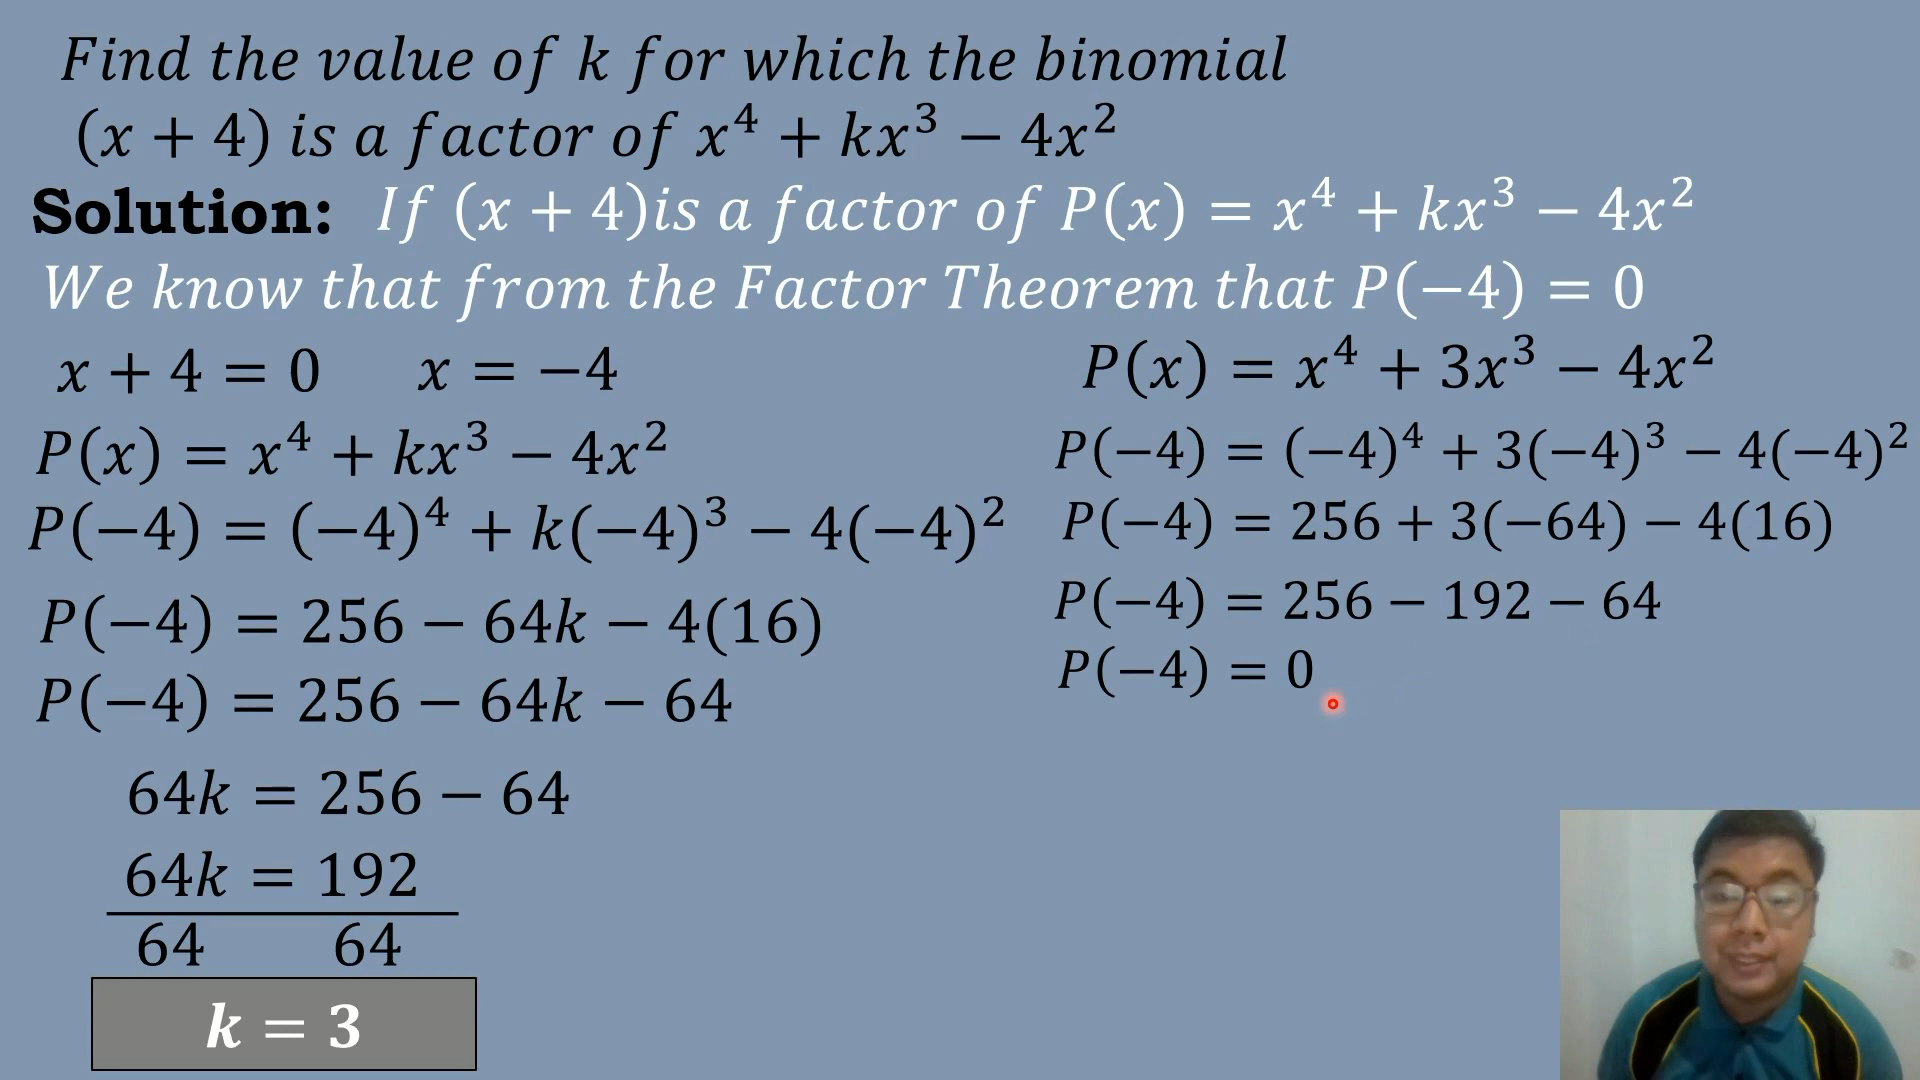 Find the value of k for which the binomial
(x + 4) is a factor of x⁴ + kx³ − 4x²
Solution: If (x + 4)is a factor of P(x) = x⁴ + kx³ − 4x²
We know that from the Factor Theorem that P(−4) = 0
x + 4 = 0 x = −4
P(x) = x⁴ + kx³ − 4x²
P(−4) = (−4)⁴ + k(−4)³ − 4(−4)²
P(−4) = 256 − 64k − 4(16)
P(−4) = 256 − 64k − 64
64k = 256 − 64
64k = 192
64 64
k = 3
P(x) = x⁴ + 3x³ − 4x²
P(−4) = (−4)⁴ + 3(−4)³ − 4(−4)²
P(−4) = 256 + 3(−64) − 4(16)
P(−4) = 256 − 192 − 64
P(−4) = 0